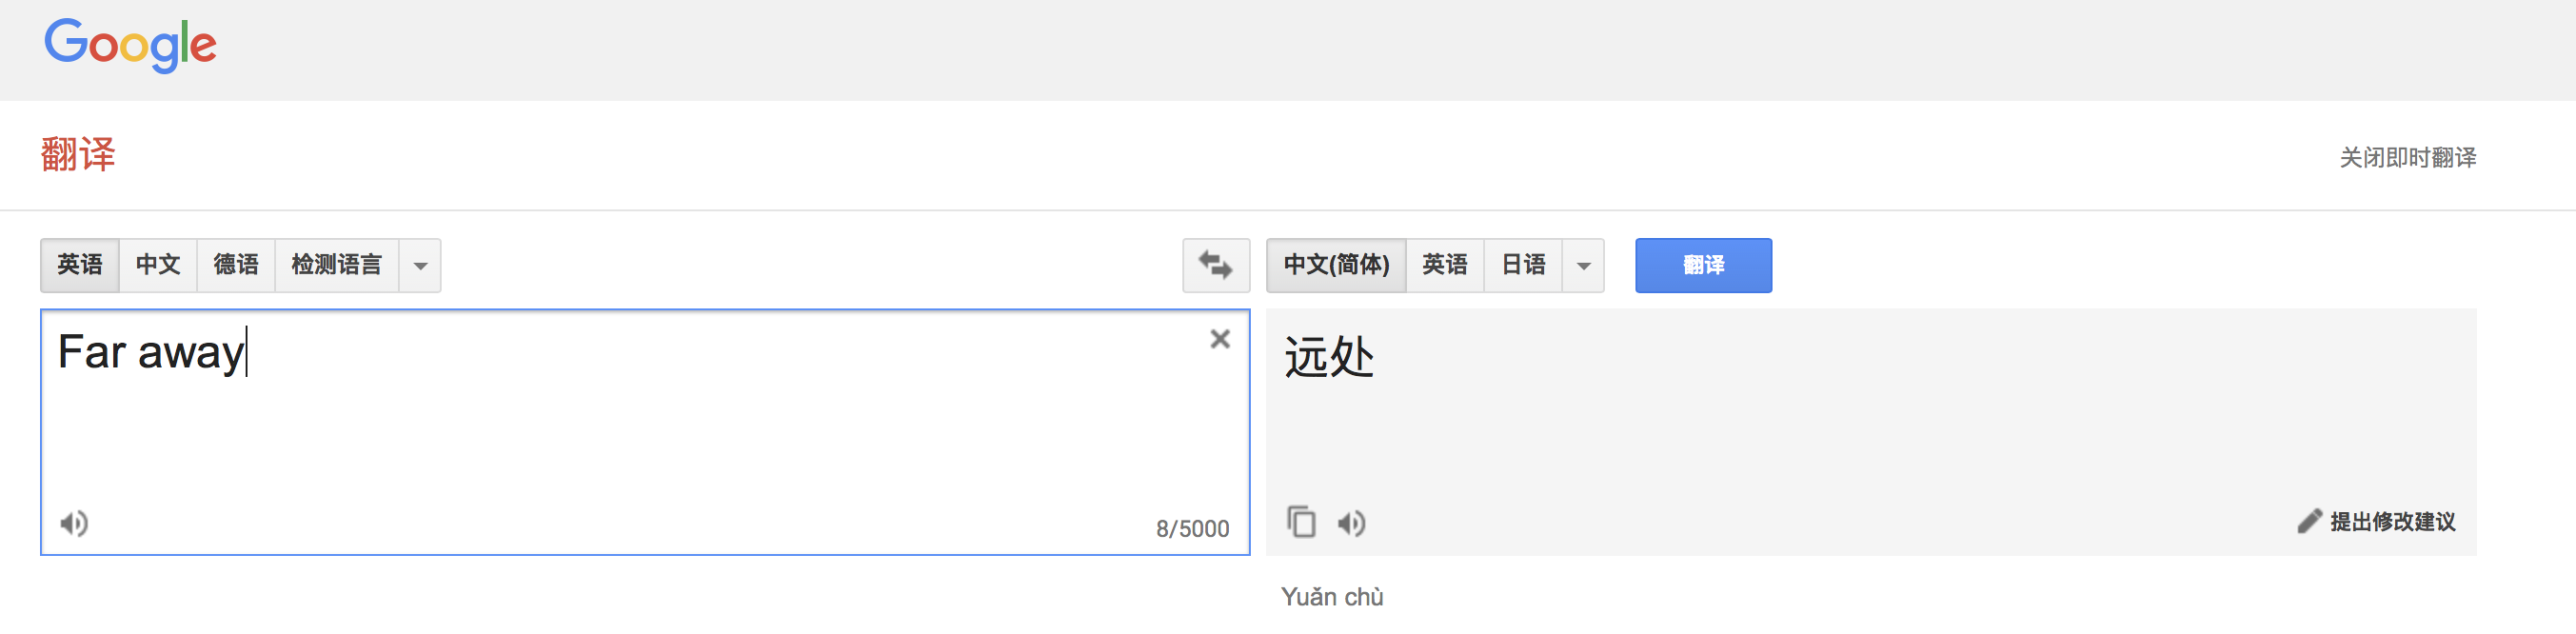 Google
翻译
关闭即时翻译
英语 中文 德语 检测语言
中文(简体) 英语 日语
翻译
Far away
远处
8/5000
提出修改建议
Yuǎn chù